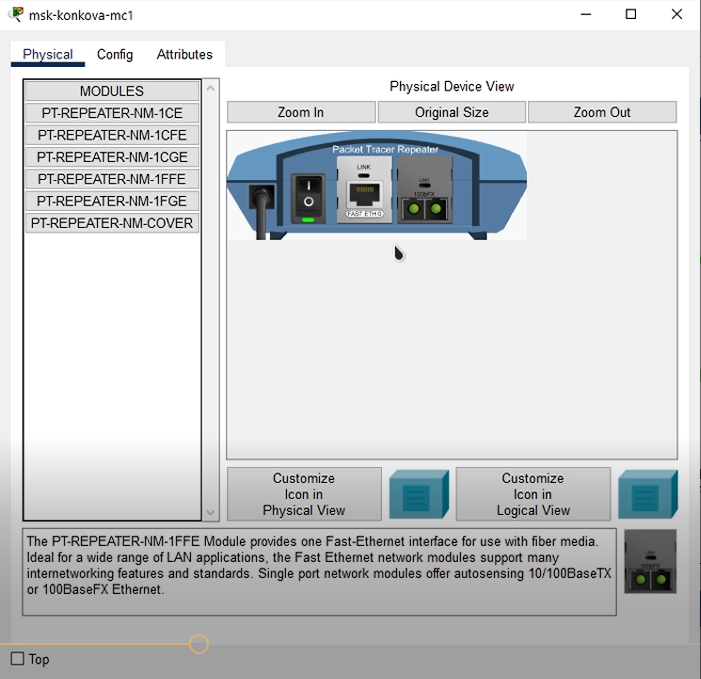 msk-konkova-mc1
Physical Config Attributes
MODULES
PT-REPEATER-NM-1CE
PT-REPEATER-NM-1CFE
PT-REPEATER-NM-1CGE
PT-REPEATER-NM-1FFE
PT-REPEATER-NM-1FGE
PT-REPEATER-NM-COVER
Physical Device View
Zoom In Original Size Zoom Out
Packet Tracer Repeater
LINK
LINK
100bFX
FAST ETH 0
Customize
Icon in
Physical View
Customize
Icon in
Logical View
The PT-REPEATER-NM-1FFE Module provides one Fast-Ethernet interface for use with fiber media.
Ideal for a wide range of LAN applications, the Fast Ethernet network modules support many
internetworking features and standards. Single port network modules offer autosensing 10/100BaseTX
or 100BaseFX Ethernet.
LINK
100bFX
Top